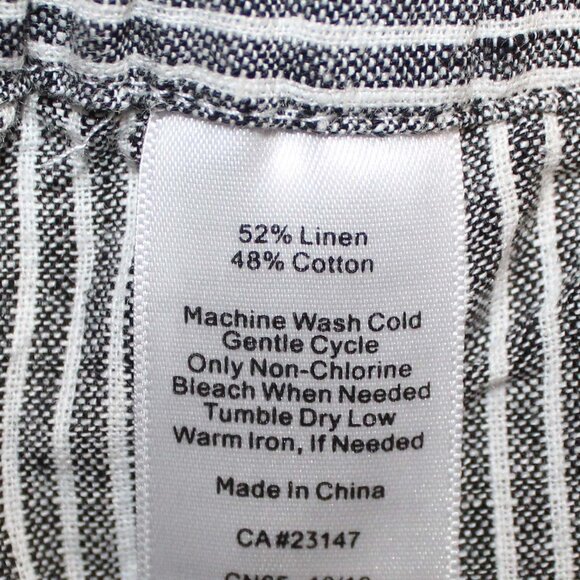 52% Linen
48% Cotton
Machine Wash Cold
Gentle Cycle
Only Non-Chlorine
Bleach When Needed
Tumble Dry Low
Warm Iron, If Needed
Made In China
CA#23147